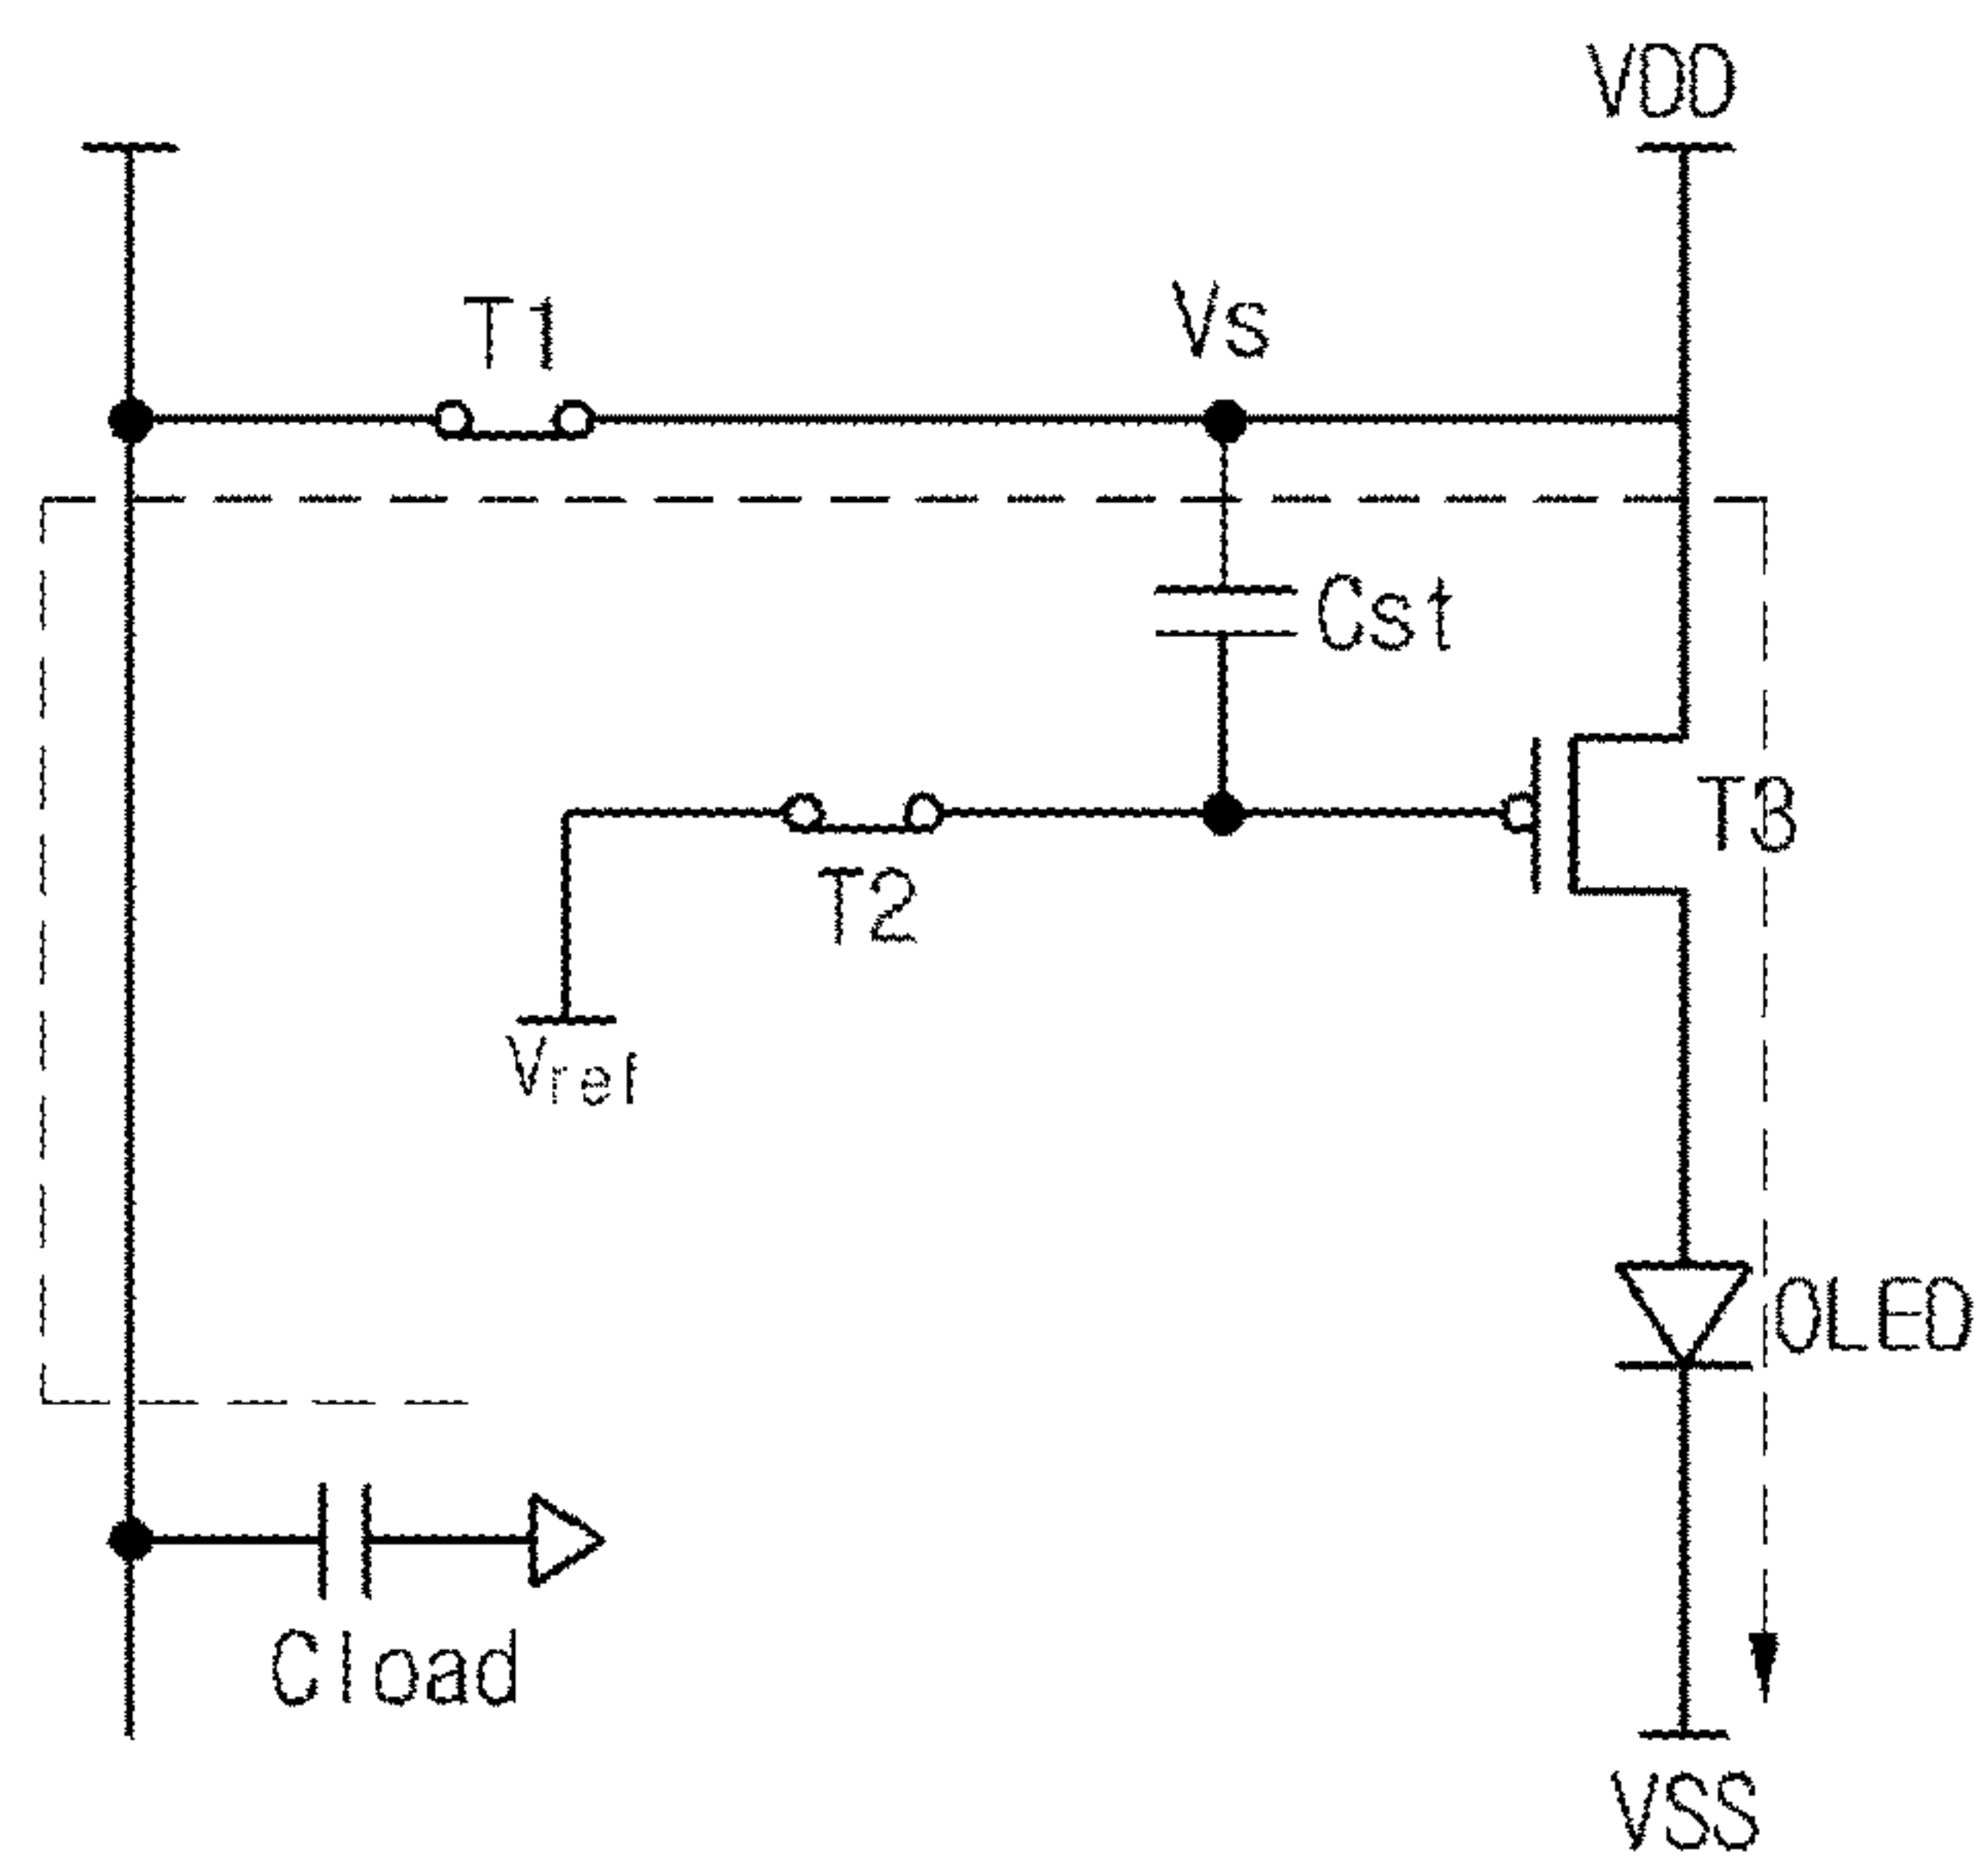 VDD
T1
Vs
Cst
T3
T2
Vref
OLED
Cload
VSS